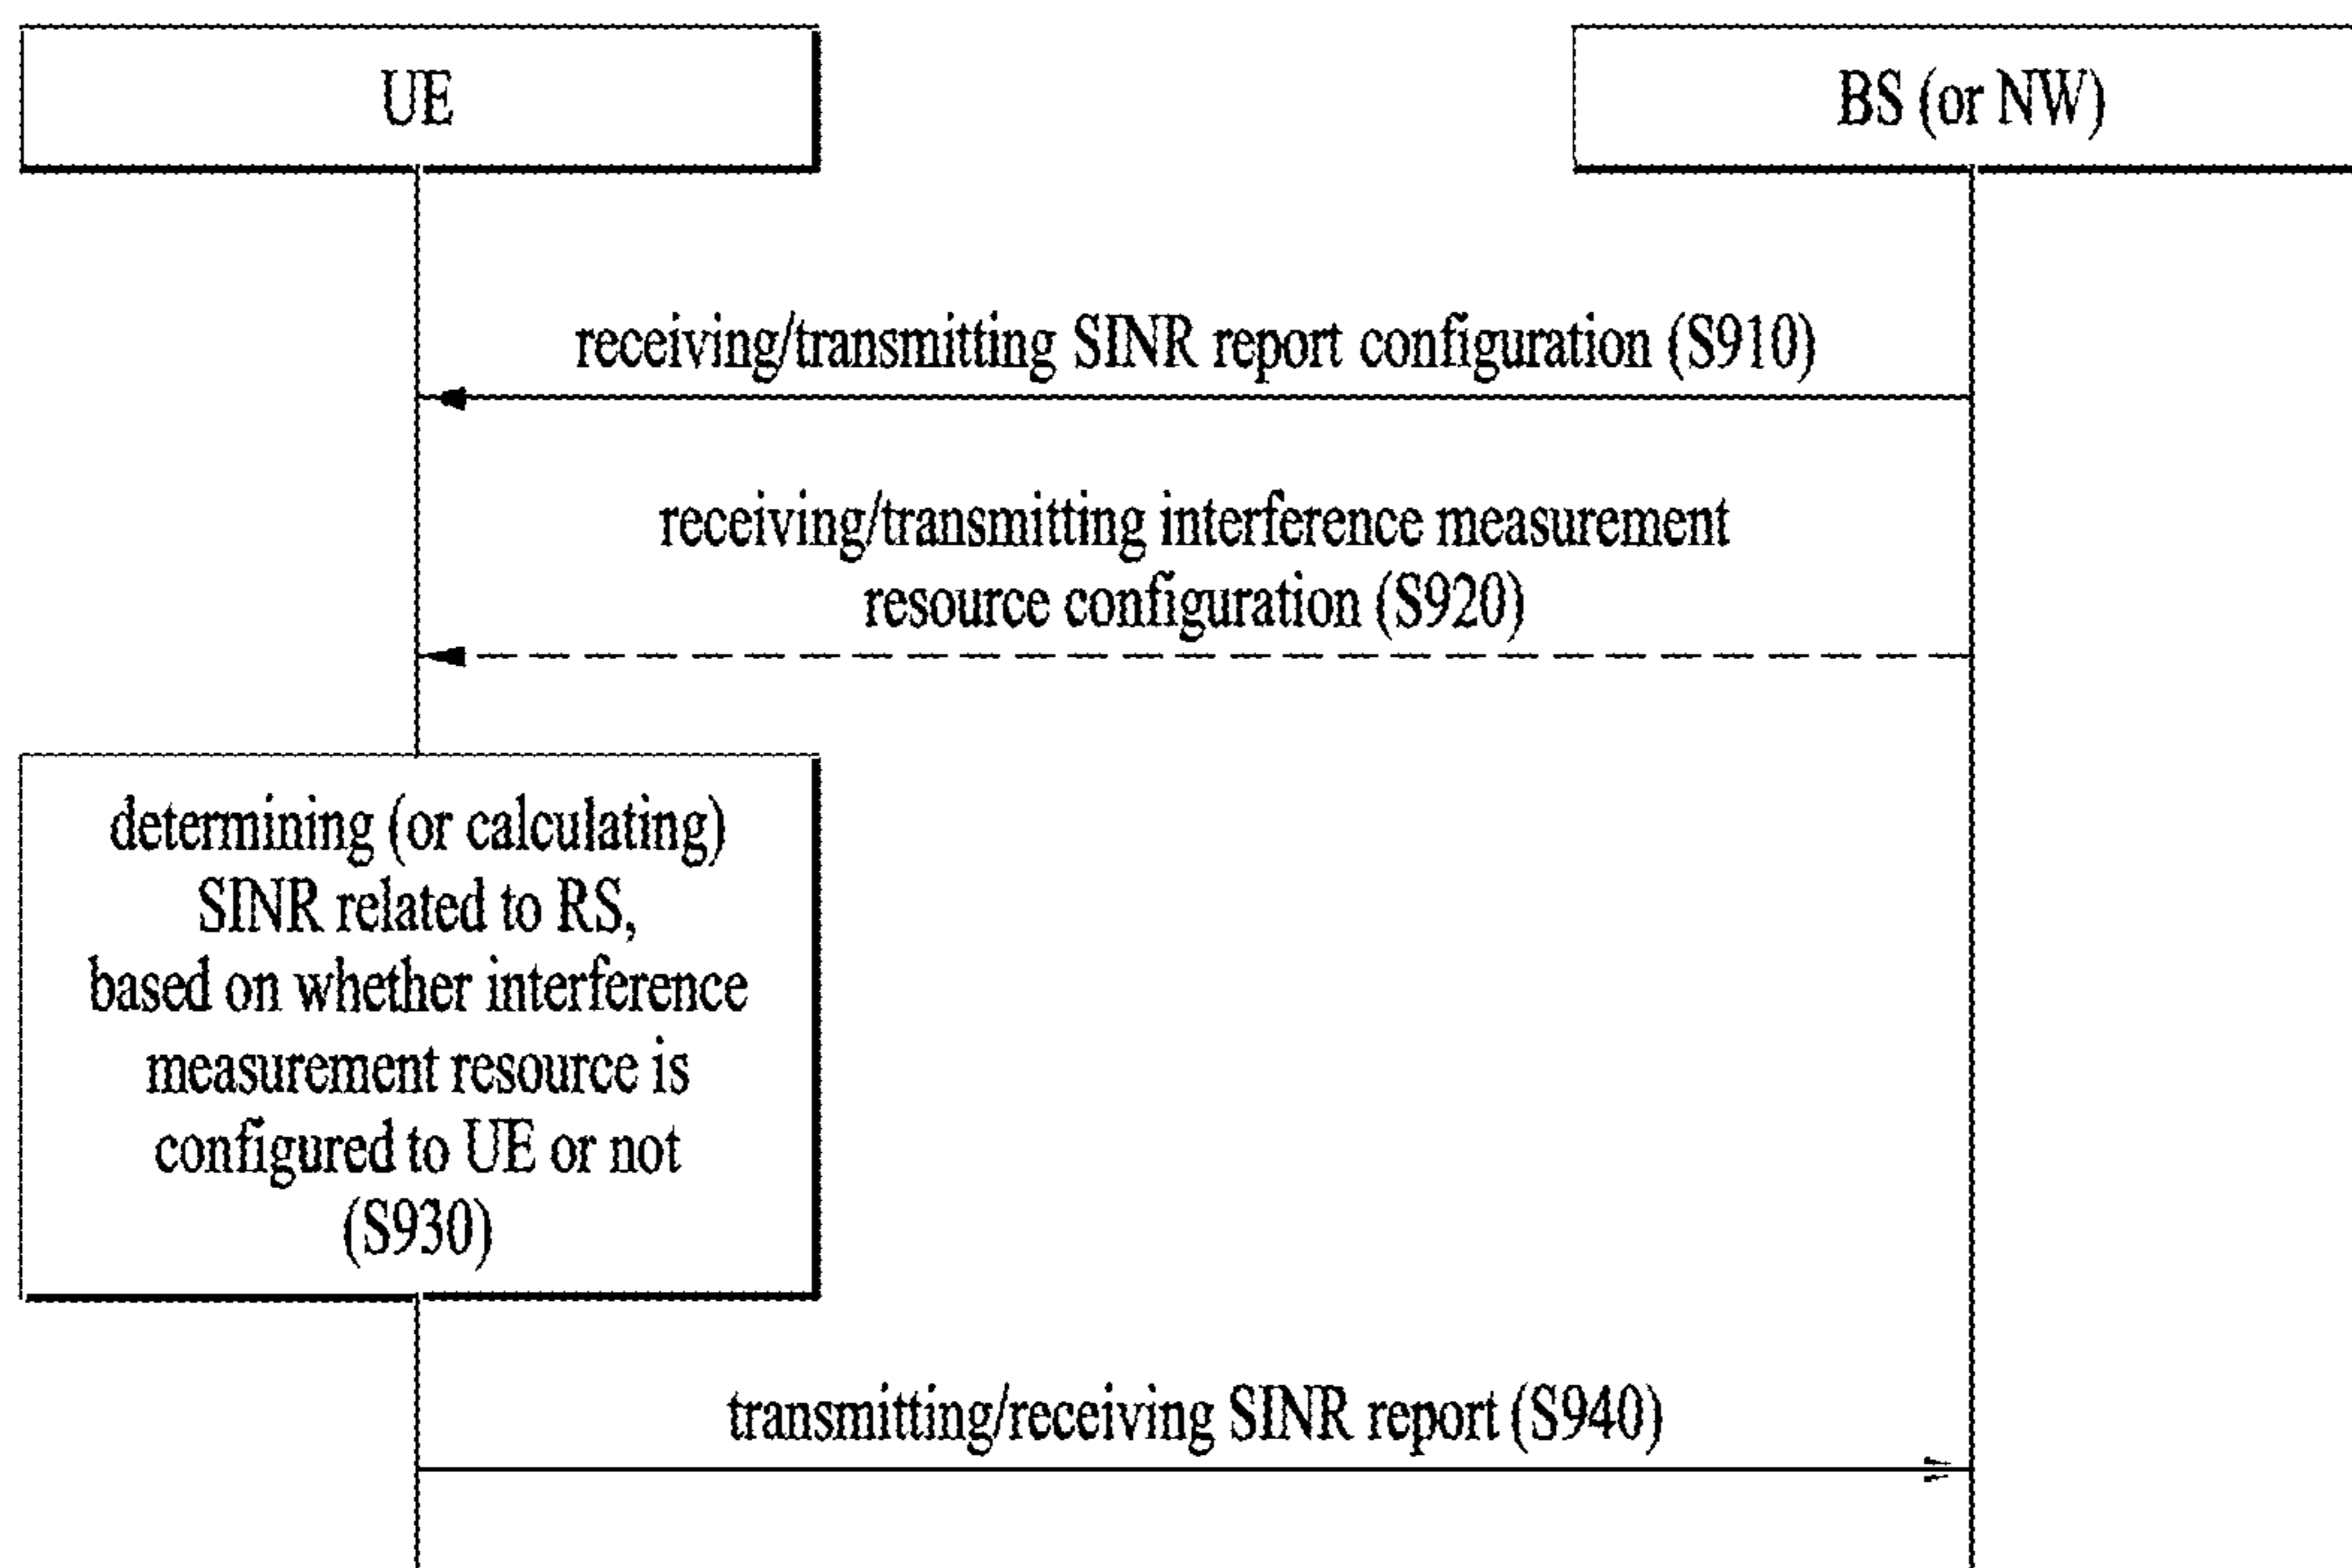 UE
BS (or NW)
receiving/transmitting SINR report configuration (S910)
receiving/transmitting interference measurement
resource configuration (S920)
determining (or calculating)
SINR related to RS,
based on whether interference
measurement resource is
configured to UE or not
(S930)
transmitting/receiving SINR report (S940)